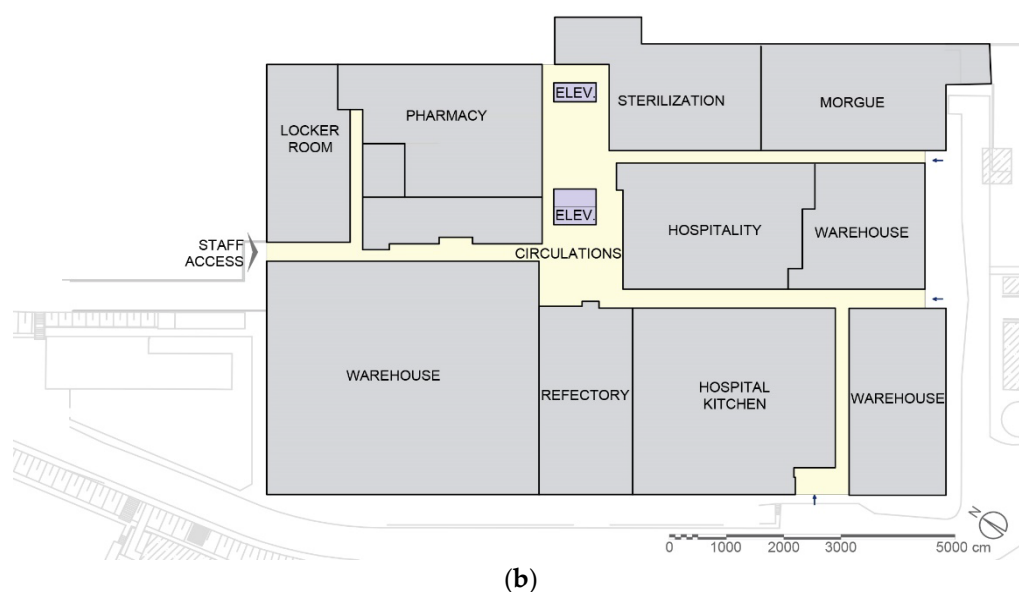 ELEV.
STERILIZATION
MORGUE
PHARMACY
LOCKER
ROOM
ELEV.
HOSPITALITY
WAREHOUSE
STAFF
ACCESS
CIRCULATIONS
WAREHOUSE
REFECTORY
HOSPITAL
KITCHEN
WAREHOUSE
N
0 1000 2000 3000 5000 cm
(b)